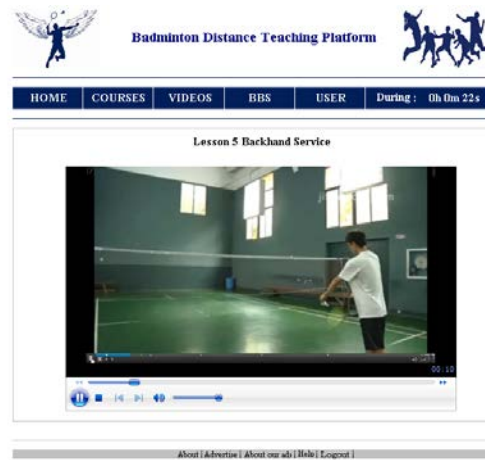 Badminton Distance Teaching Platform
HOME COURSES VIDEOS BBS USER During : 0h 0m 22s
Lesson 5 Backhand Service
00:10
About | Advertise | About our ads | Help | Logout |